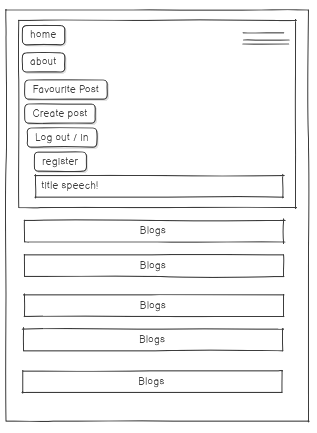 home
about
Favourite Post
Create post
Log out / in
register
title speech!
Blogs
Blogs
Blogs
Blogs
Blogs